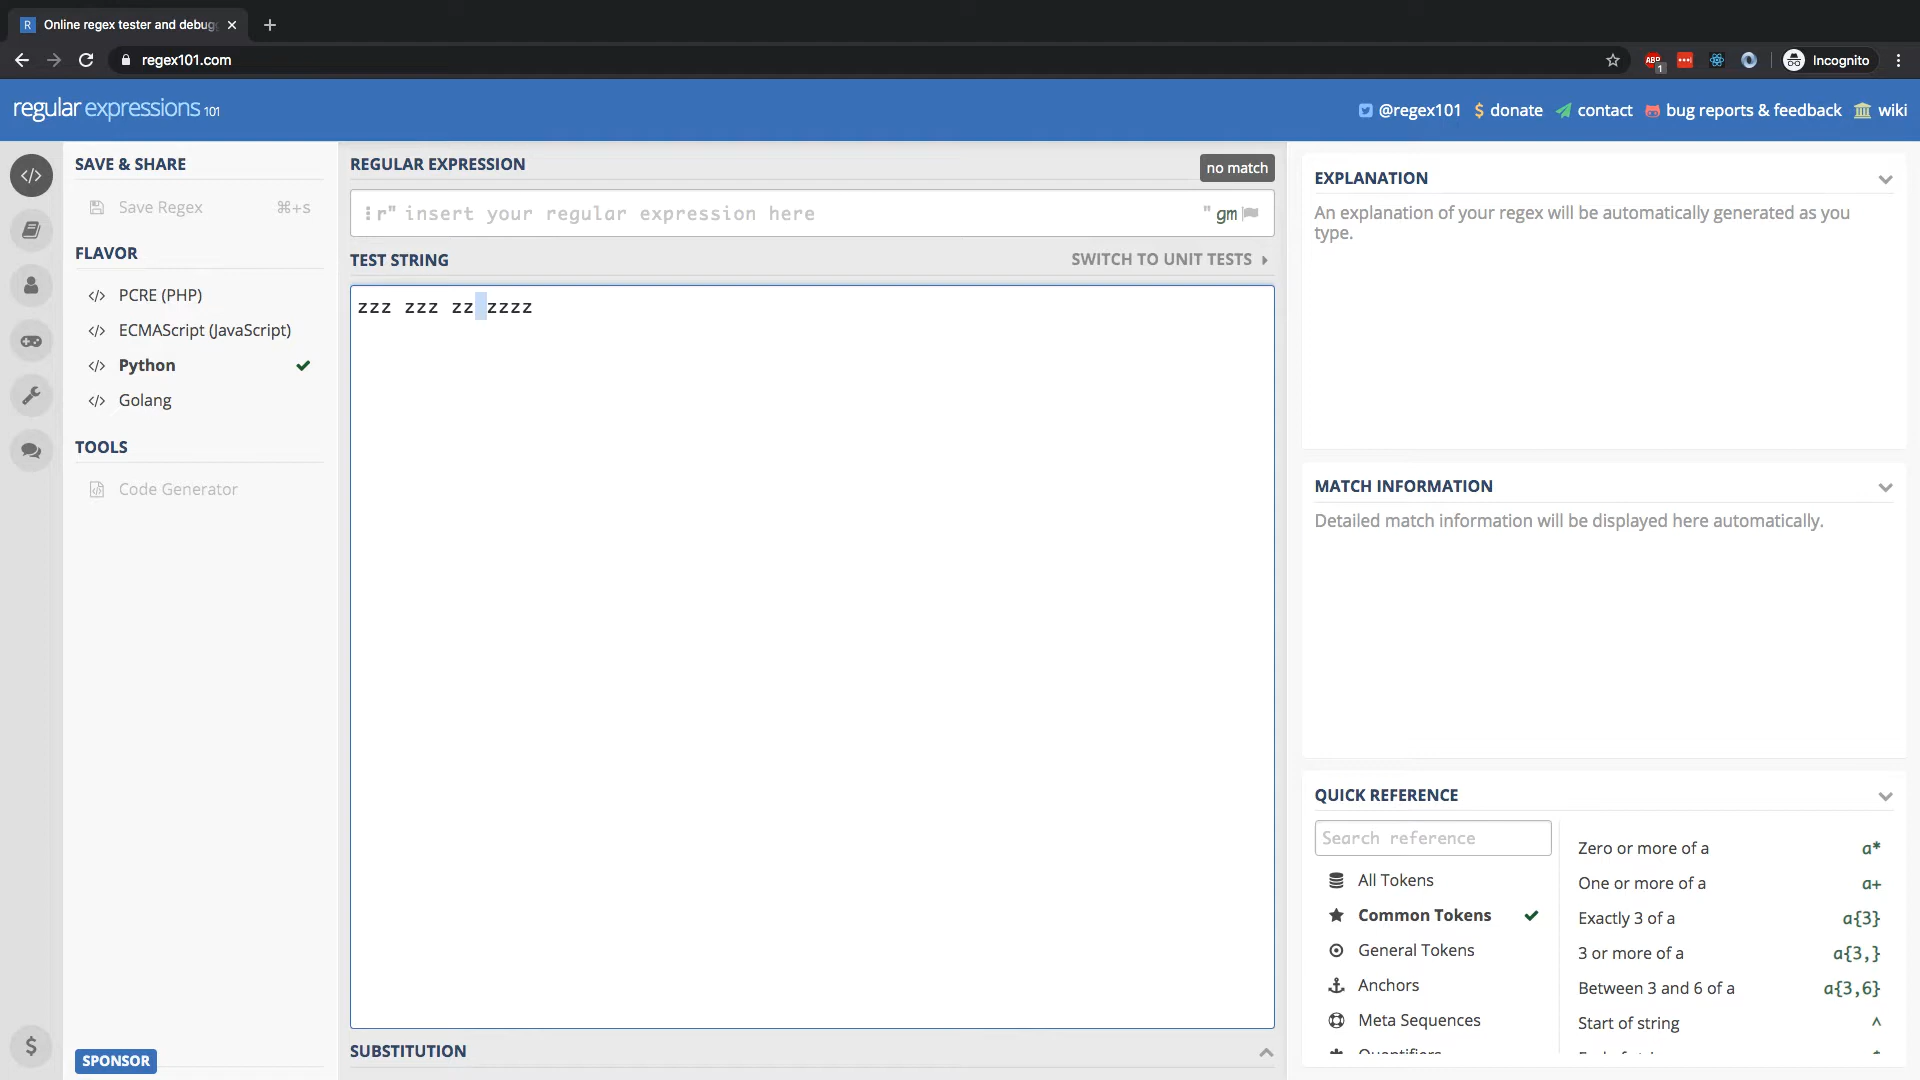 Online regex tester and debug
regex101.com
ABP
1
Incognito
regular expressions 101
@regex101
$ donate
contact
bug reports & feedback
wiki
SAVE & SHARE
Save Regex ⌘+s
FLAVOR
</> PCRE (PHP)
</> ECMAScript (JavaScript)
</> Python
</> Golang
TOOLS
Code Generator
$
SPONSOR
REGULAR EXPRESSION
no match
r" insert your regular expression here " gm
TEST STRING
SWITCH TO UNIT TESTS
zzz zzz zz zzzz
SUBSTITUTION
EXPLANATION
An explanation of your regex will be automatically generated as you
type.
MATCH INFORMATION
Detailed match information will be displayed here automatically.
QUICK REFERENCE
Search reference
All Tokens
Common Tokens
General Tokens
Anchors
Meta Sequences
Zero or more of a a*
One or more of a a+
Exactly 3 of a a{3}
3 or more of a a{3,}
Between 3 and 6 of a a{3,6}
Start of string ^